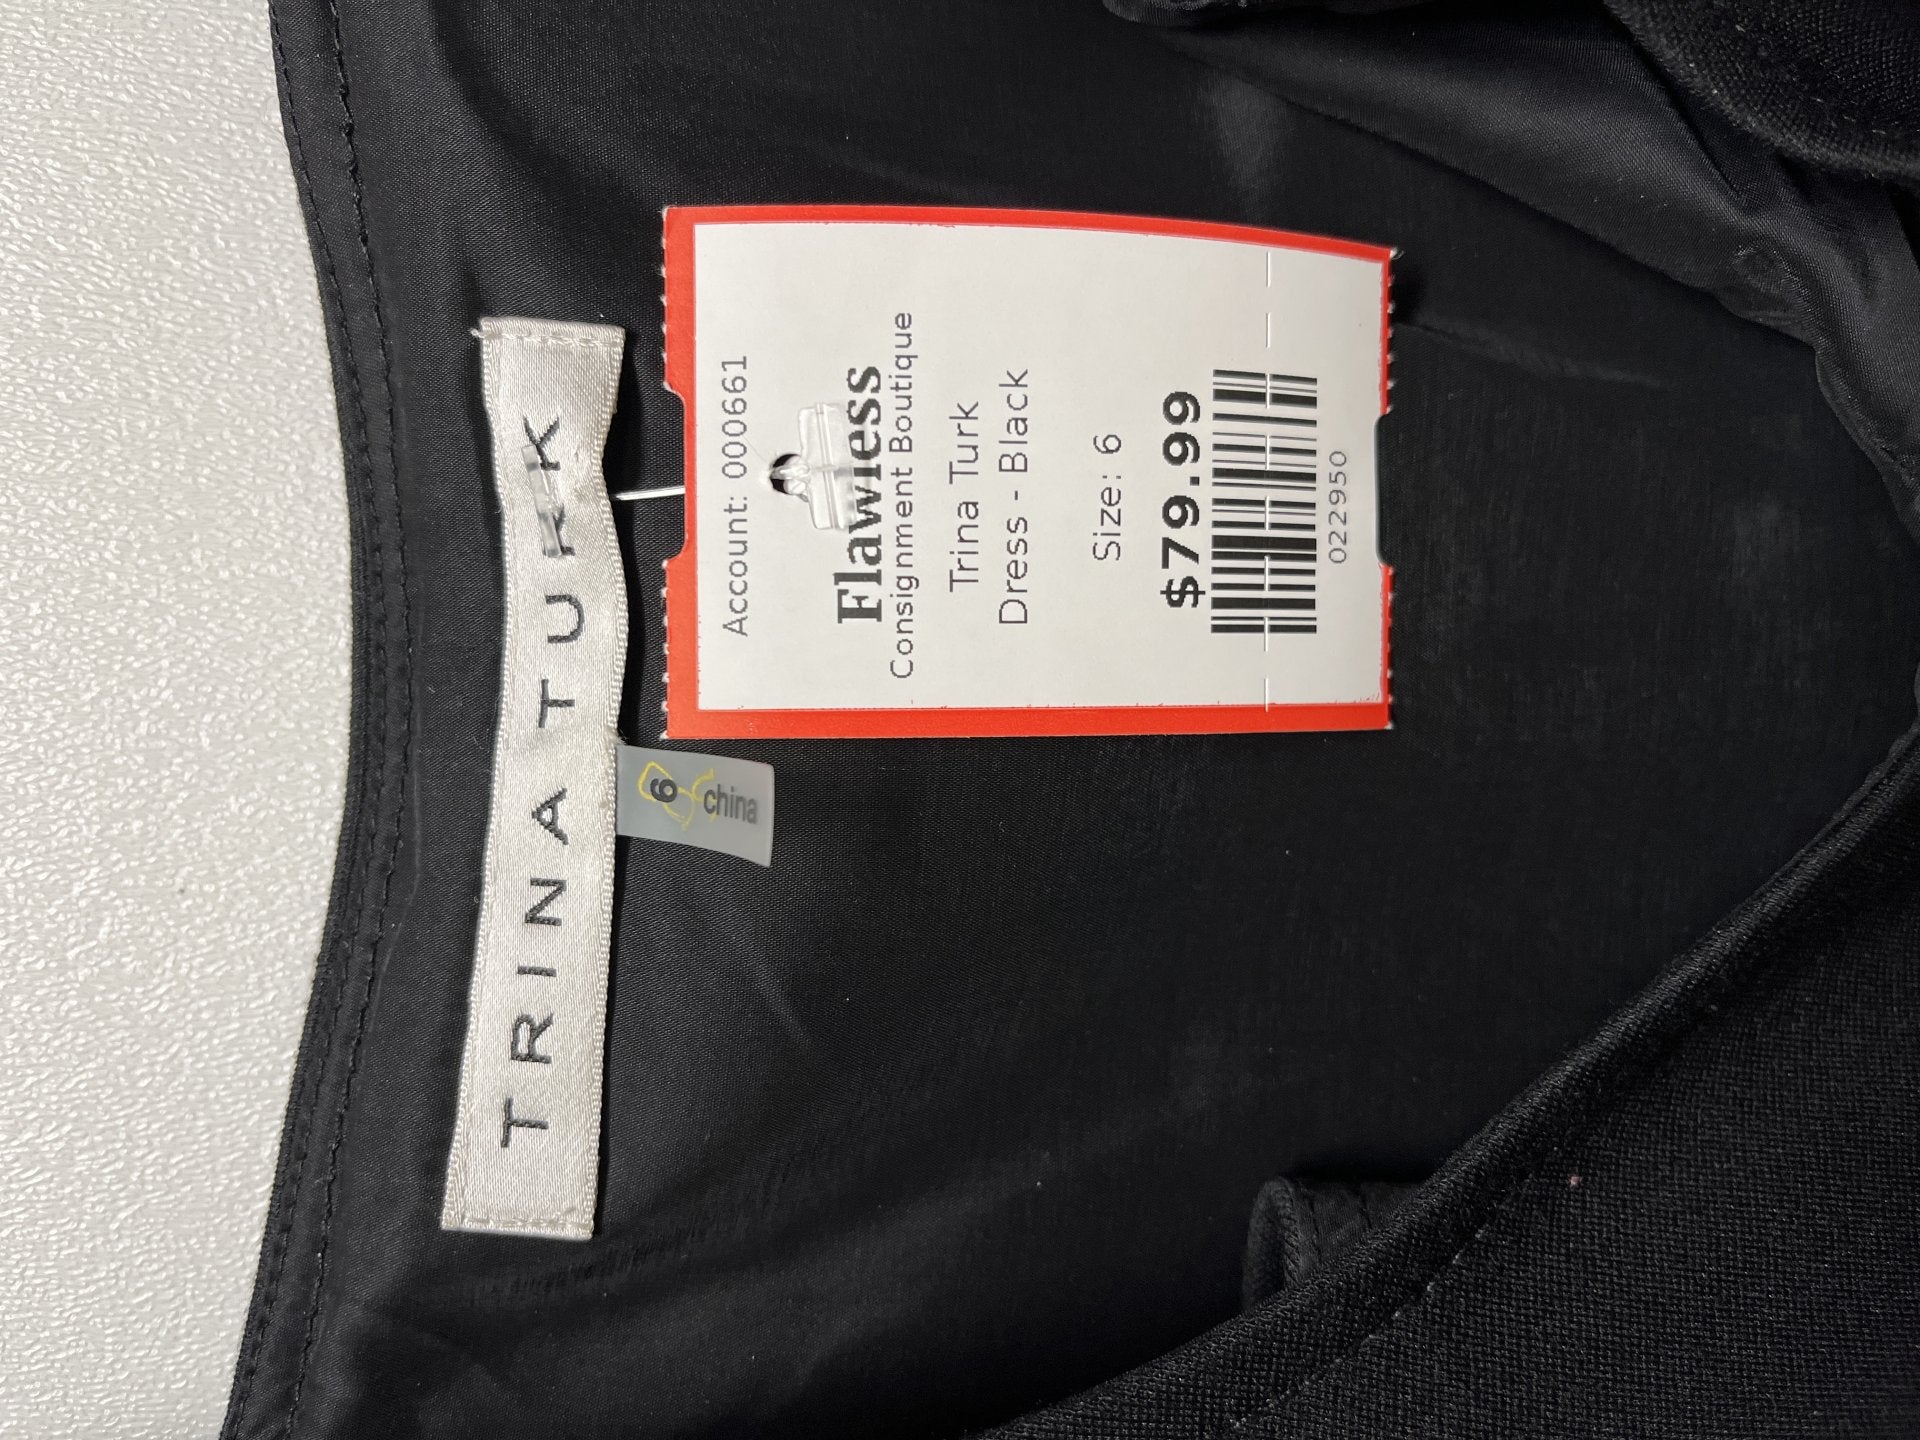 TRINA TURK
6
china
Account: 000661
Flawless
Consignment Boutique
Trina Turk
Dress - Black
Size: 6
$79.99
022950